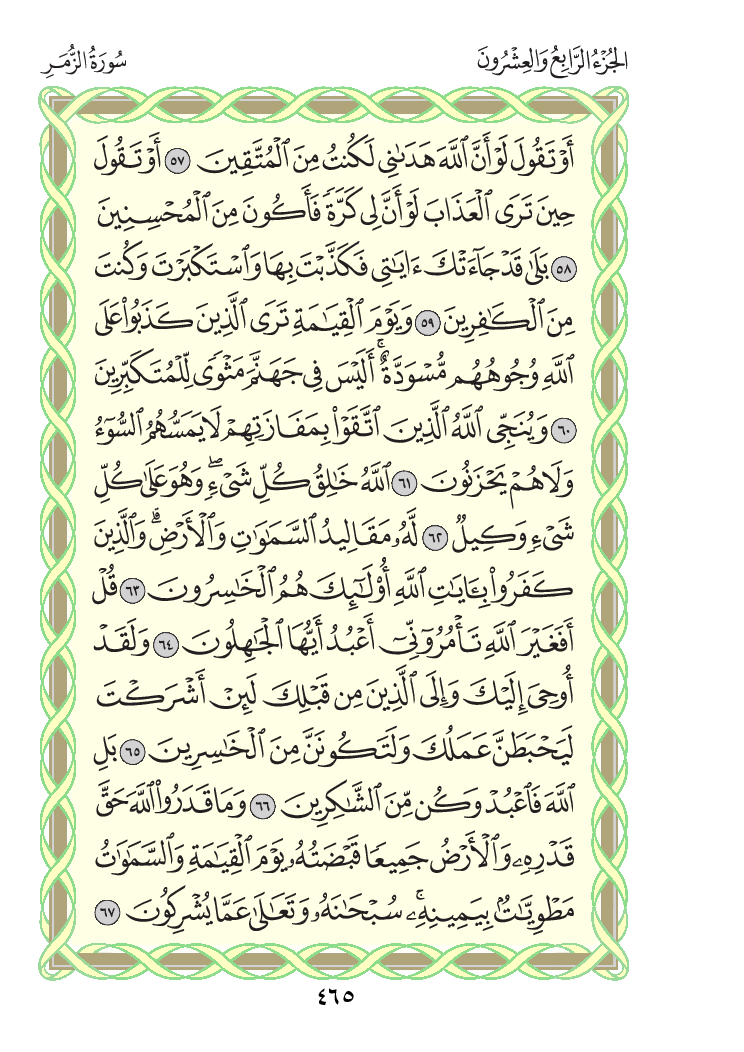 الجُزْءُ الرَّابِعُ وَالعِشْرُونَ
سُورَةُ الزُّمَرِ
أَوْ تَقُولَ لَوْ أَنَّ ٱللَّهَ هَدَىٰنِى لَكُنتُ مِنَ ٱلْمُتَّقِينَ ٥٧ أَوْ تَقُولَ
حِينَ تَرَى ٱلْعَذَابَ لَوْ أَنَّ لِى كَرَّةً فَأَكُونَ مِنَ ٱلْمُحْسِنِينَ
٥٨ بَلَىٰ قَدْ جَآءَتْكَ ءَايَٰتِى فَكَذَّبْتَ بِهَا وَٱسْتَكْبَرْتَ وَكُنتَ
مِنَ ٱلْكَٰفِرِينَ ٥٩ وَيَوْمَ ٱلْقِيَٰمَةِ تَرَى ٱلَّذِينَ كَذَبُوا۟ عَلَى
ٱللَّهِ وُجُوهُهُم مُّسْوَدَّةٌ ۚ أَلَيْسَ فِى جَهَنَّمَ مَثْوًى لِّلْمُتَكَبِّرِينَ
٦٠ وَيُنَجِّى ٱللَّهُ ٱلَّذِينَ ٱتَّقَوْا۟ بِمَفَازَتِهِمْ لَا يَمَسُّهُمُ ٱلسُّوٓءُ
وَلَا هُمْ يَحْزَنُونَ ٦١ ٱللَّهُ خَٰلِقُ كُلِّ شَىْءٍ ۖ وَهُوَ عَلَىٰ كُلِّ
شَىْءٍ وَكِيلٌ ٦٢ لَّهُۥ مَقَالِيدُ ٱلسَّمَٰوَٰتِ وَٱلْأَرْضِ ۗ وَٱلَّذِينَ
كَفَرُوا۟ بِـَٔايَٰتِ ٱللَّهِ أُو۟لَٰٓئِكَ هُمُ ٱلْخَٰسِرُونَ ٦٣ قُلْ
أَفَغَيْرَ ٱللَّهِ تَأْمُرُوٓنِّىٓ أَعْبُدُ أَيُّهَا ٱلْجَٰهِلُونَ ٦٤ وَلَقَدْ
أُوحِىَ إِلَيْكَ وَإِلَى ٱلَّذِينَ مِن قَبْلِكَ لَئِنْ أَشْرَكْتَ
لَيَحْبَطَنَّ عَمَلُكَ وَلَتَكُونَنَّ مِنَ ٱلْخَٰسِرِينَ ٦٥ بَلِ
ٱللَّهَ فَٱعْبُدْ وَكُن مِّنَ ٱلشَّٰكِرِينَ ٦٦ وَمَا قَدَرُوا۟ ٱللَّهَ حَقَّ
قَدْرِهِۦ وَٱلْأَرْضُ جَمِيعًا قَبْضَتُهُۥ يَوْمَ ٱلْقِيَٰمَةِ وَٱلسَّمَٰوَٰتُ
مَطْوِيَّٰتٌۢ بِيَمِينِهِۦ ۚ سُبْحَٰنَهُۥ وَتَعَٰلَىٰ عَمَّا يُشْرِكُونَ ٦٧
٤٦٥